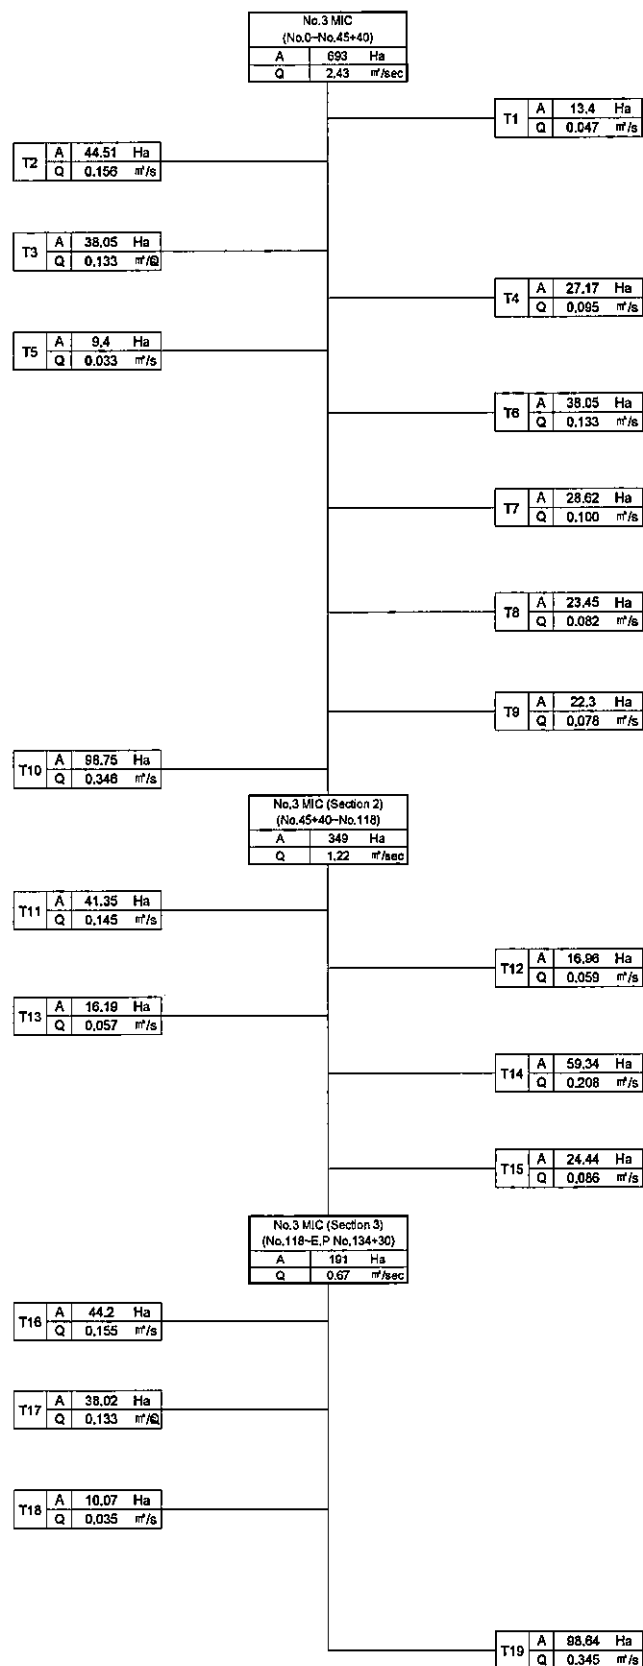 No.3 MIC
(No.0~No.45+40)
A 693 Ha
Q 2.43 ㎥/sec
T1 A 13.4 Ha
Q 0.047 ㎥/s
T2 A 44.51 Ha
Q 0.156 ㎥/s
T3 A 38.05 Ha
Q 0.133 ㎥/Q
T4 A 27.17 Ha
Q 0.095 ㎥/s
T5 A 9.4 Ha
Q 0.033 ㎥/s
T6 A 38.05 Ha
Q 0.133 ㎥/s
T7 A 28.62 Ha
Q 0.100 ㎥/s
T8 A 23.45 Ha
Q 0.082 ㎥/s
T9 A 22.3 Ha
Q 0.078 ㎥/s
T10 A 98.75 Ha
Q 0.346 ㎥/s
No.3 MIC (Section 2)
(No.45+40~No.118)
A 349 Ha
Q 1.22 ㎥/sec
T11 A 41.35 Ha
Q 0.145 ㎥/s
T12 A 16.96 Ha
Q 0.059 ㎥/s
T13 A 16.19 Ha
Q 0.057 ㎥/s
T14 A 59.34 Ha
Q 0.208 ㎥/s
T15 A 24.44 Ha
Q 0.086 ㎥/s
No.3 MIC (Section 3)
(No.118~E.P No.134+30)
A 191 Ha
Q 0.67 ㎥/sec
T16 A 44.2 Ha
Q 0.155 ㎥/s
T17 A 38.02 Ha
Q 0.133 ㎥/Q
T18 A 10.07 Ha
Q 0.035 ㎥/s
T19 A 98.64 Ha
Q 0.345 ㎥/s